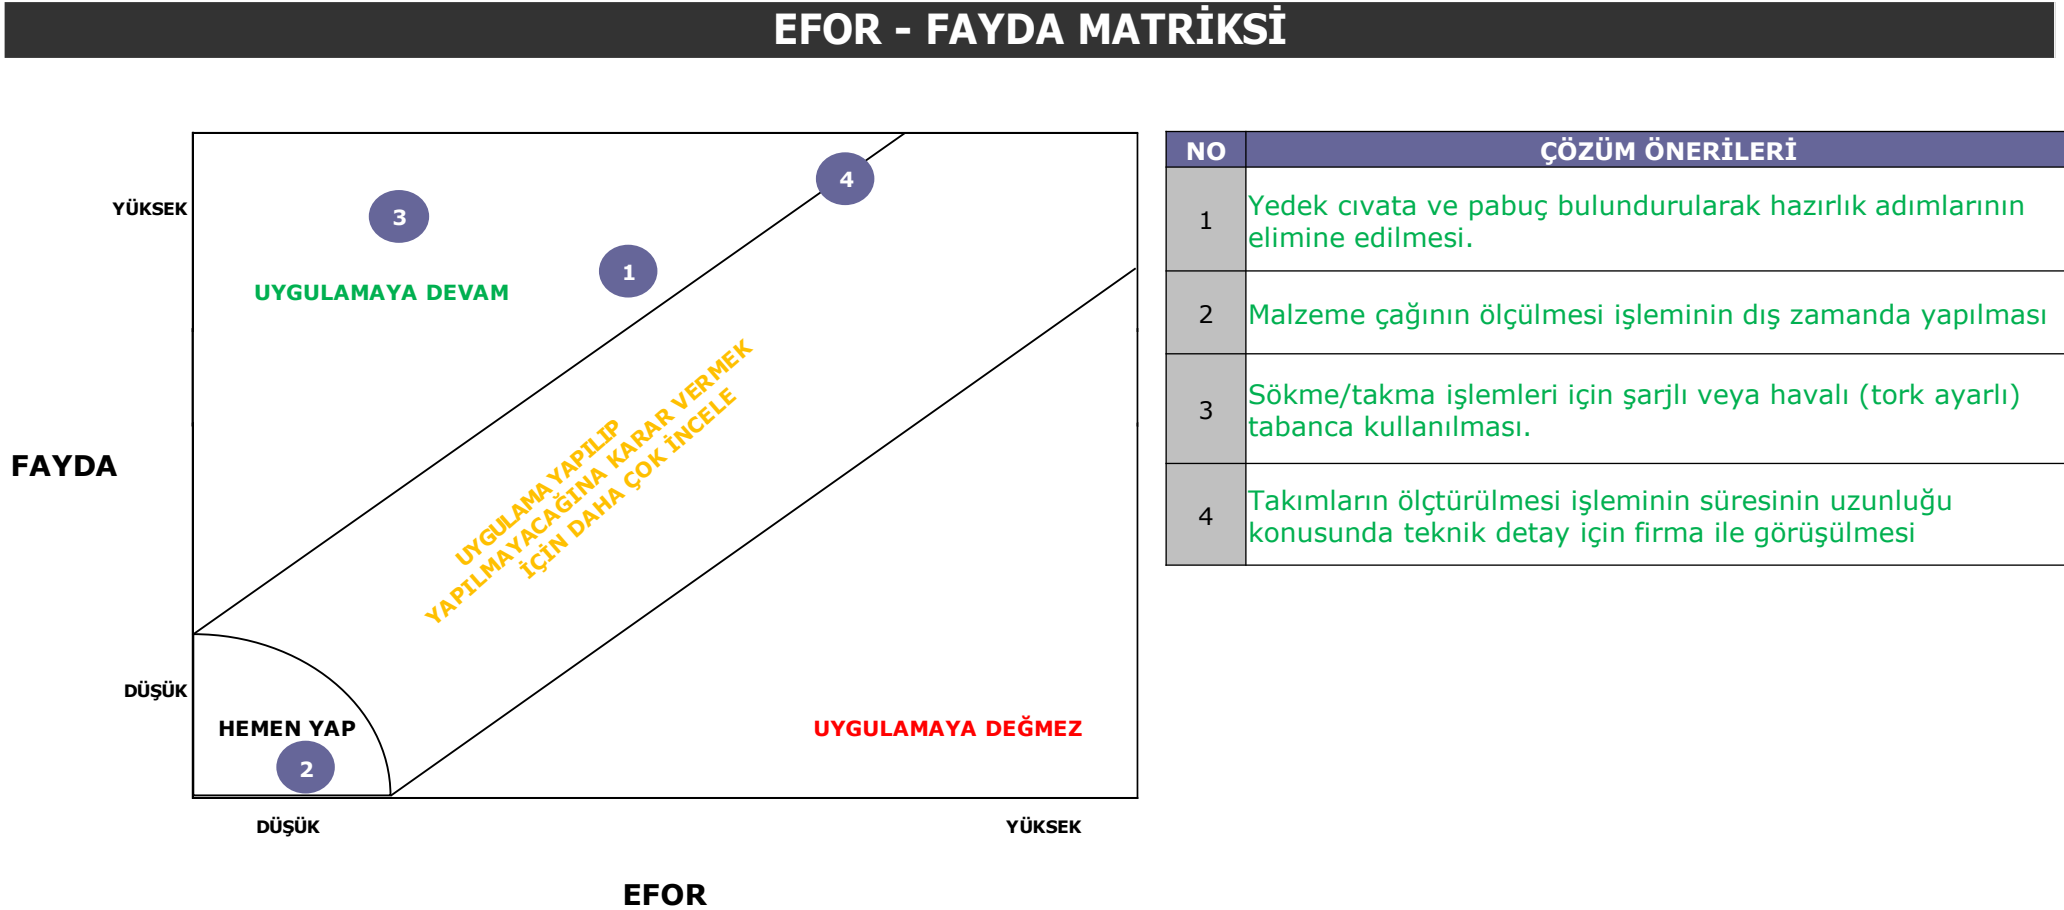 EFOR - FAYDA MATRİKSİ
YÜKSEK
3
4
1
UYGULAMAYA DEVAM
UYGULAMA YAPILIP
YAPILMAYACAĞINA KARAR VERMEK
İÇİN DAHA ÇOK İNCELE
FAYDA
DÜŞÜK
HEMEN YAP
2
UYGULAMAYA DEĞMEZ
DÜŞÜK
YÜKSEK
EFOR
NO ÇÖZÜM ÖNERİLERİ
1
Yedek cıvata ve pabuç bulundurularak hazırlık adımlarının
elimine edilmesi.
2
Malzeme çağının ölçülmesi işleminin dış zamanda yapılması
3
Sökme/takma işlemleri için şarjlı veya havalı (tork ayarlı)
tabanca kullanılması.
4
Takımların ölçtürülmesi işleminin süresinin uzunluğu
konusunda teknik detay için firma ile görüşülmesi